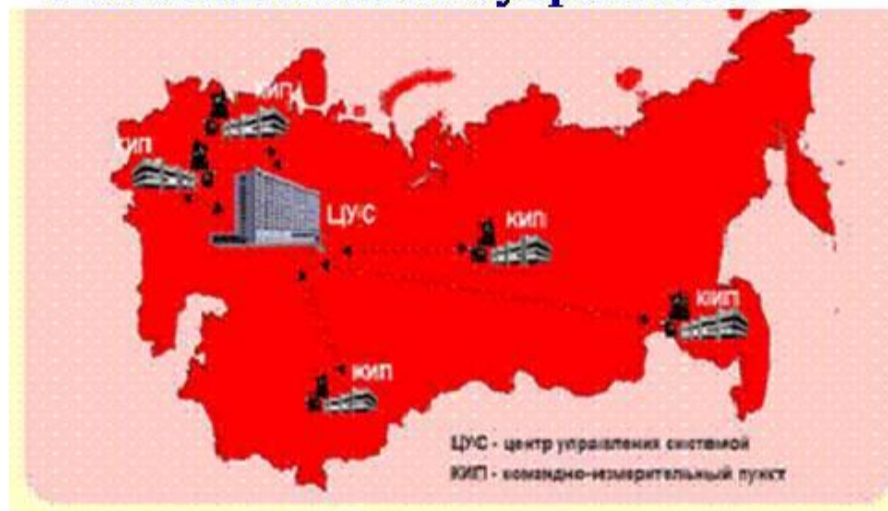 КИП
КИП
ЦУС
КИП
КИП
КИП
ЦУС - центр управления системой
КИП - командно-измерительный пункт